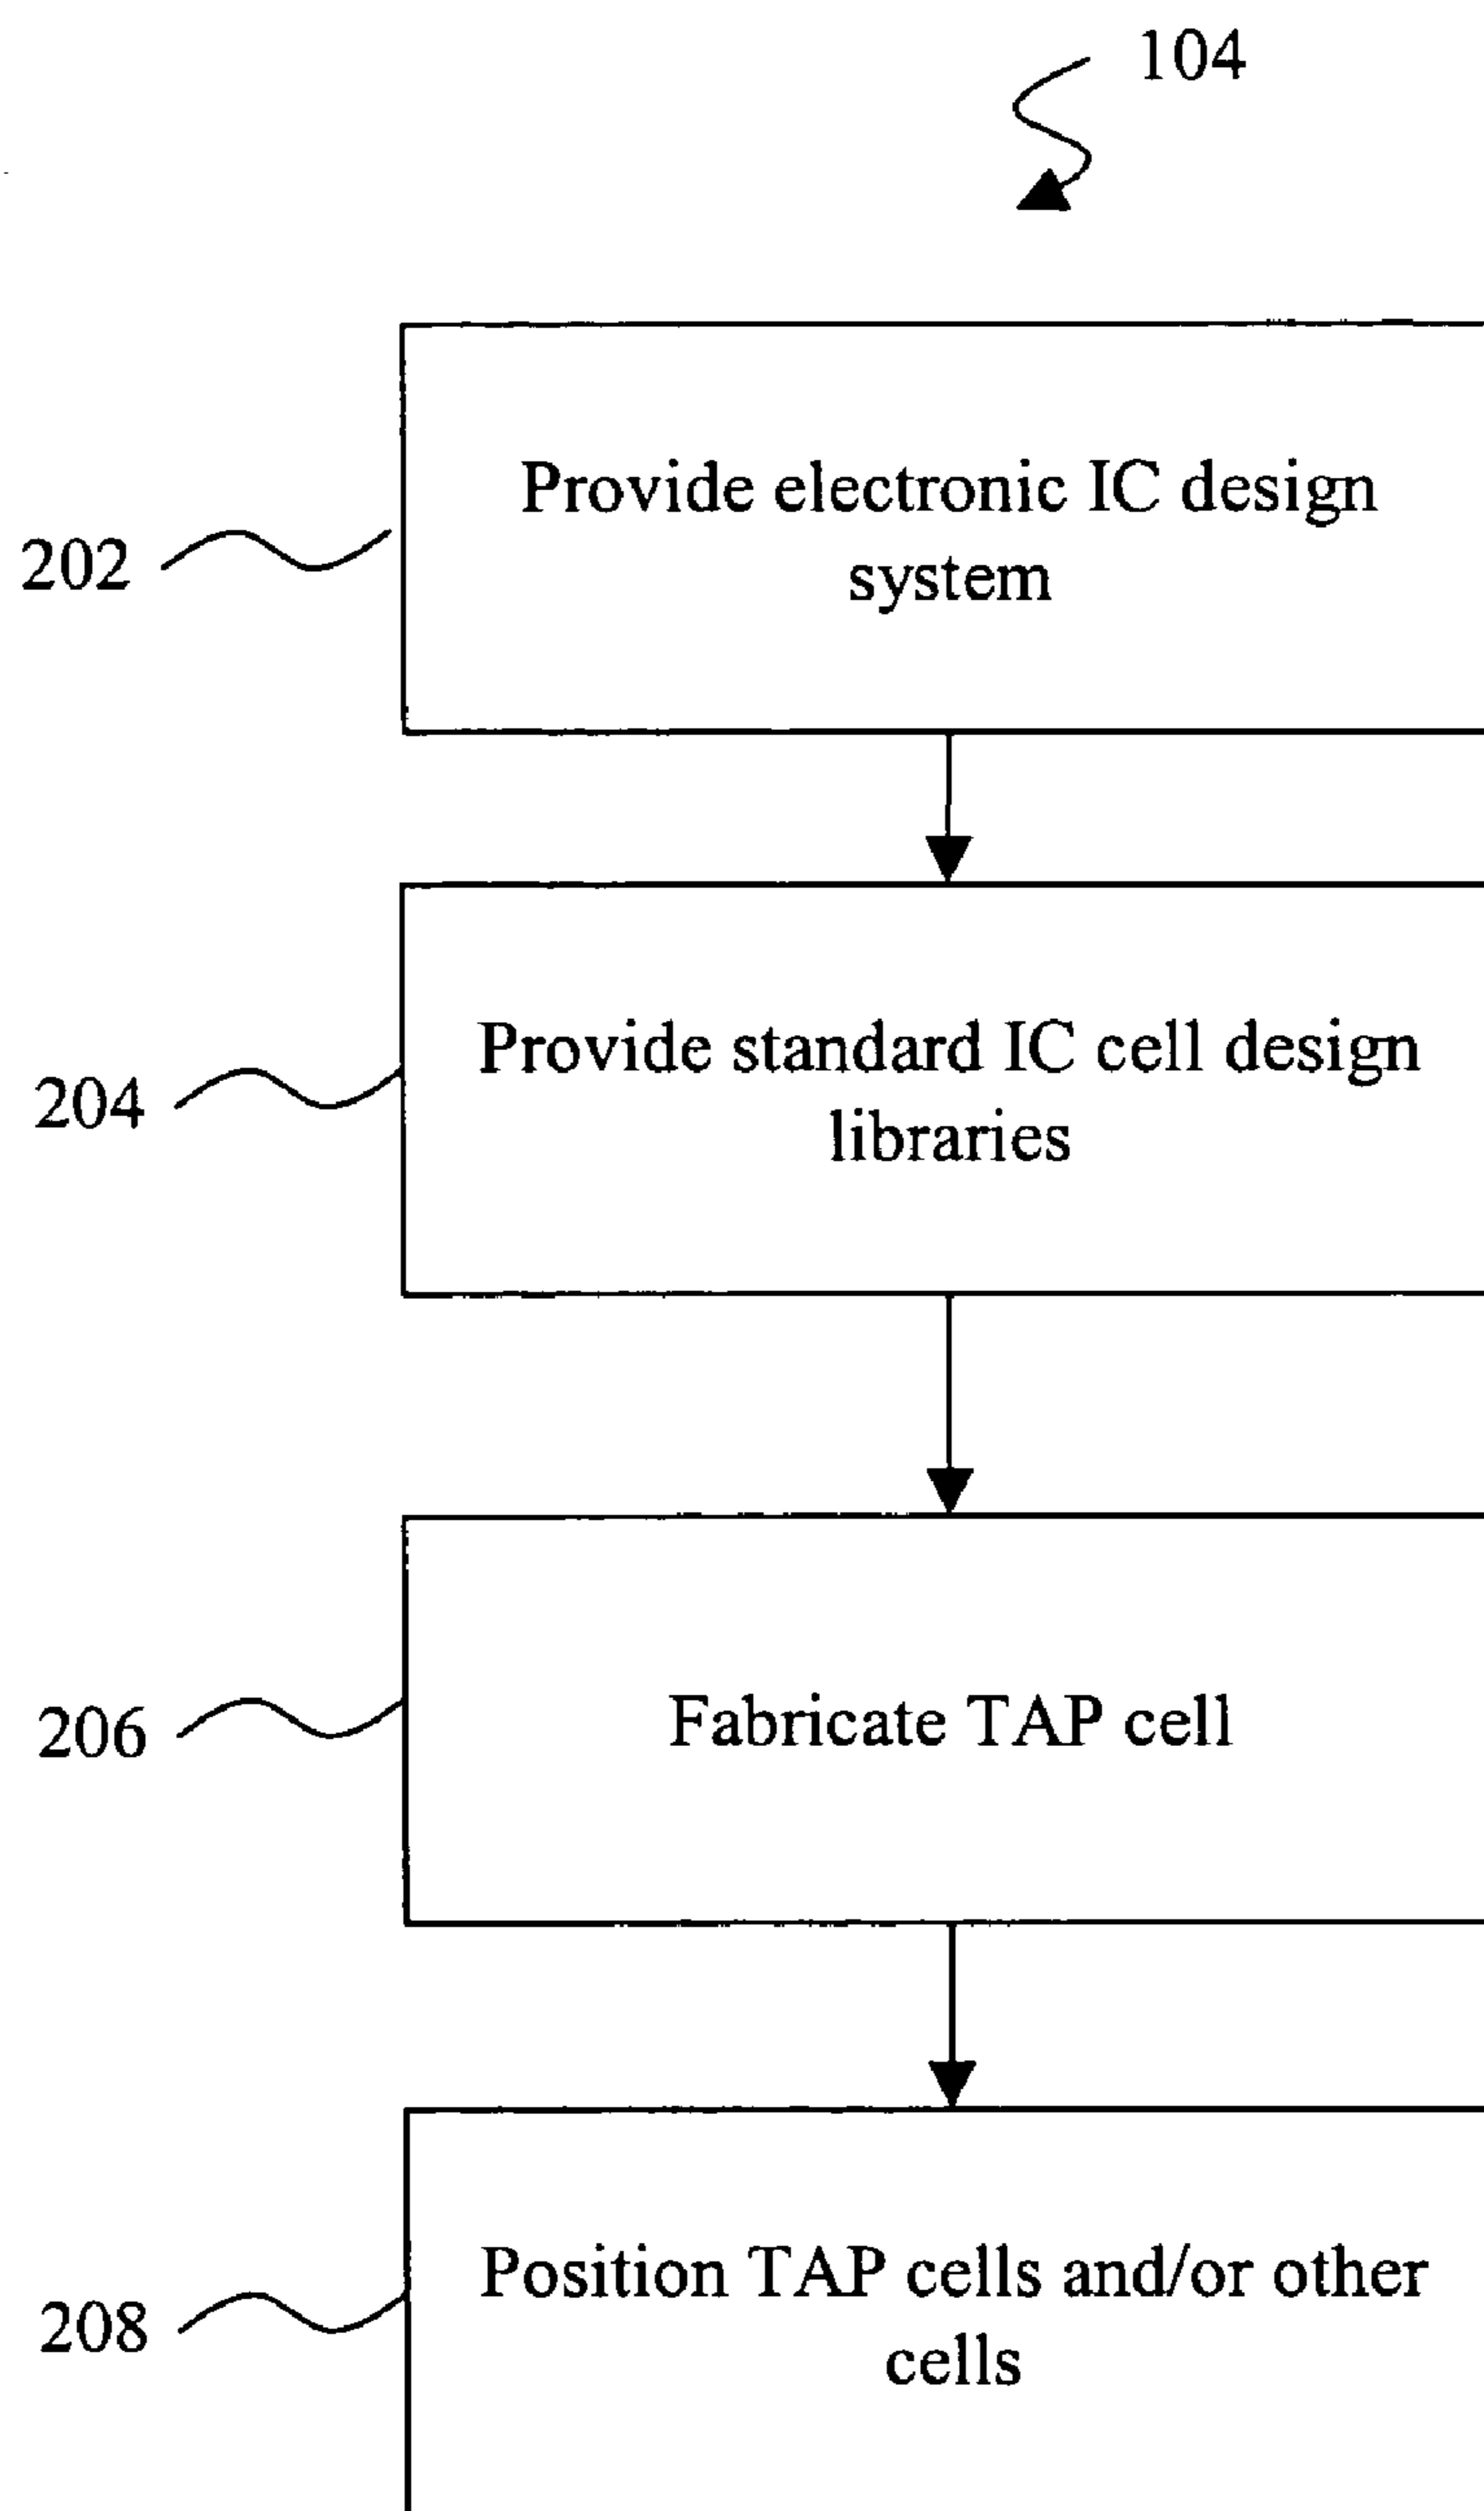 104
Provide electronic IC design
system
202
Provide standard IC cell design
libraries
204
Fabricate TAP cell
206
Position TAP cells and/or other
cells
208